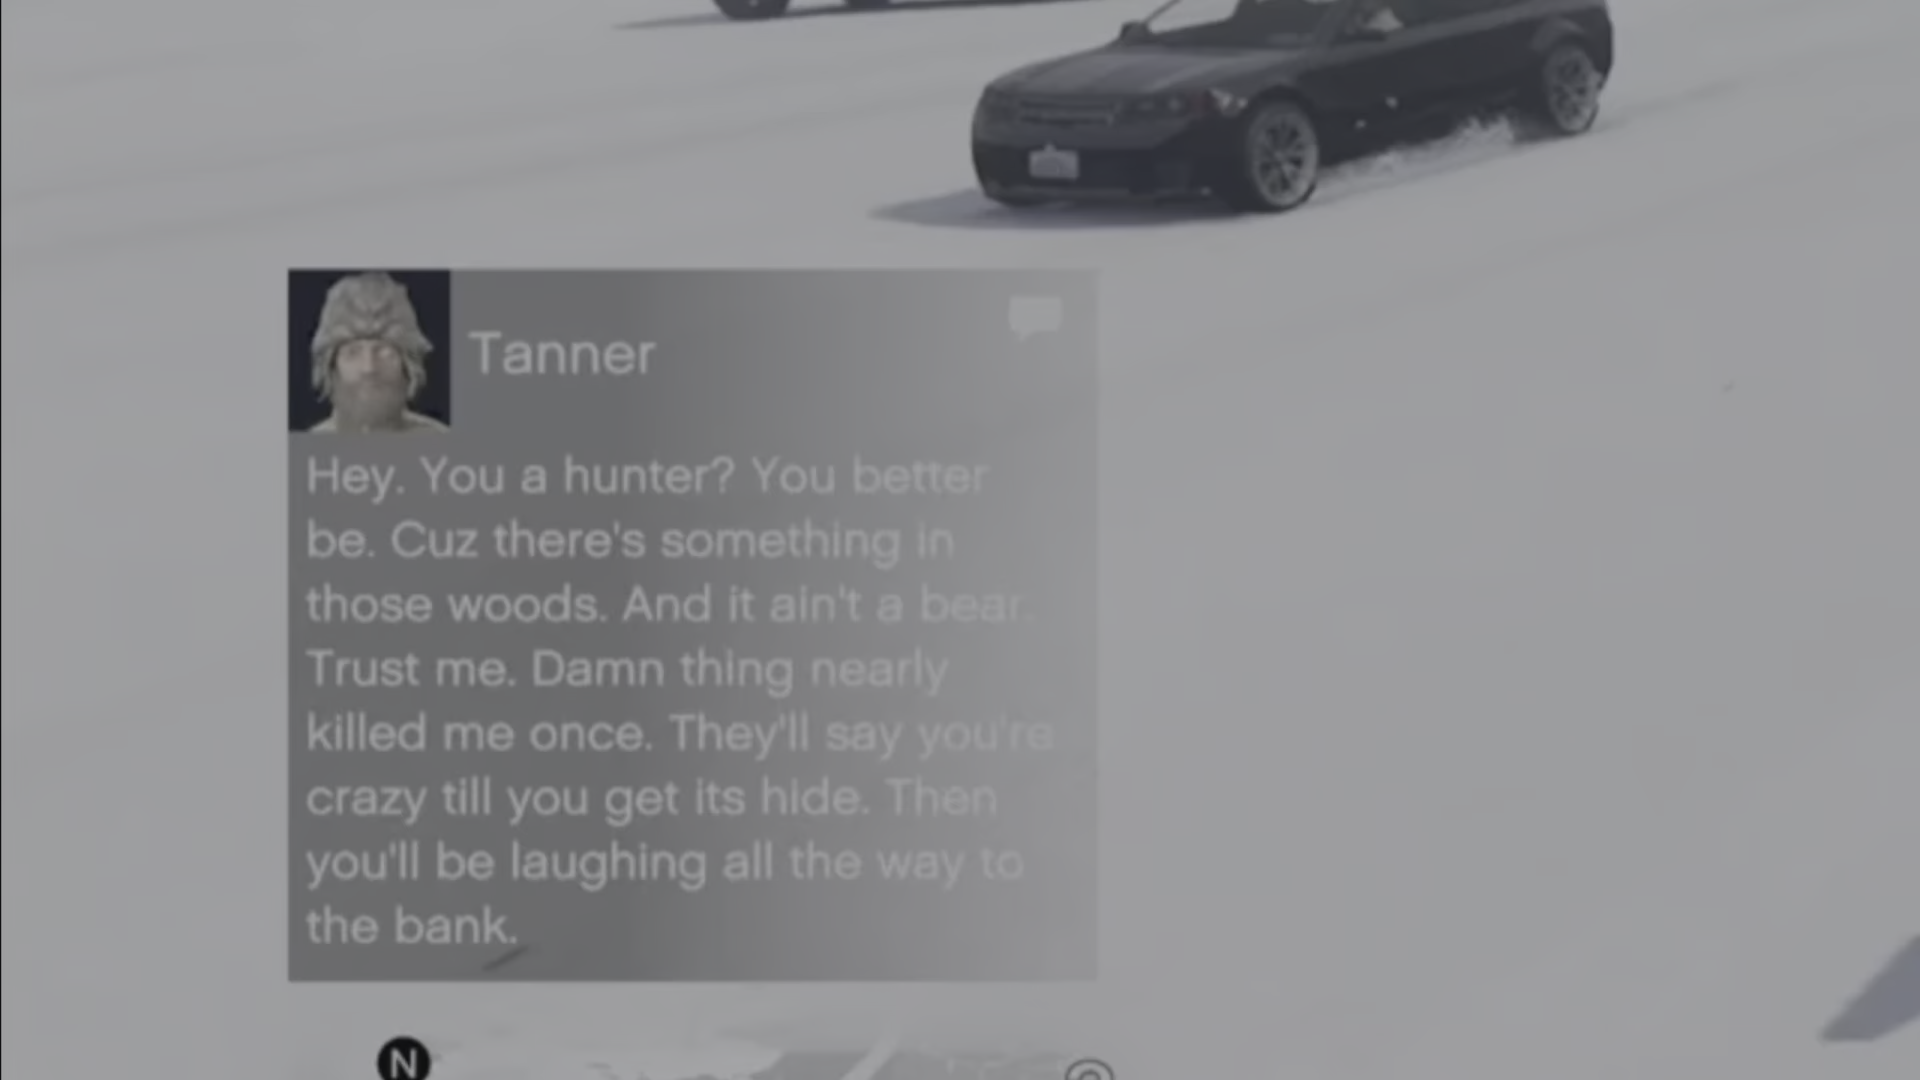 Tanner
Hey. You a hunter? You better
be. Cuz there's something in
those woods. And it ain't a bear.
Trust me. Damn thing nearly
killed me once. They'll say you're
crazy till you get its hide. Then
you'll be laughing all the way to
the bank.
N